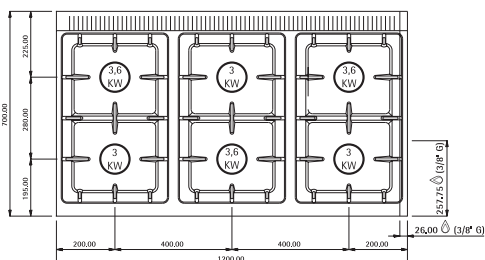 3,6 KW
3 KW
3,6 KW
3 KW
3,6 KW
3 KW
700.00
225.00
280.00
195.00
257.75 (3/8" G)
26.00 (3/8" G)
200.00
400.00
400.00
200.00
1200.00